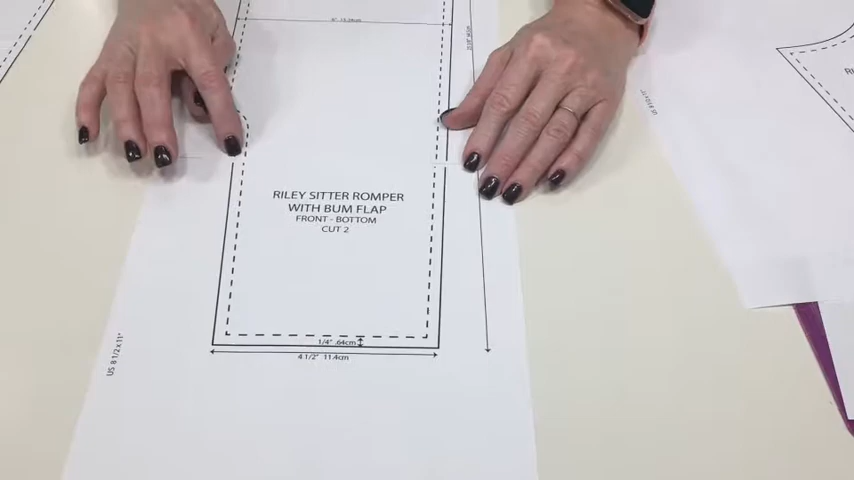 RILEY SITTER ROMPER
WITH BUM FLAP
FRONT - BOTTOM
CUT 2
1/4" .64cm
4 1/2" 11.4cm
US 8 1/2 x 11"